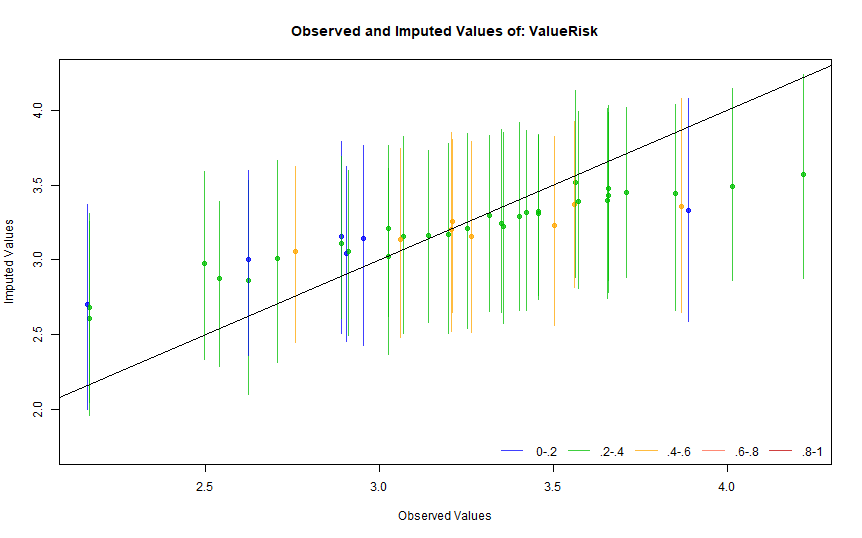 Observed and Imputed Values of: ValueRisk
Imputed Values
4.0
3.5
3.0
2.5
2.0
0-.2 .2-.4 .4-.6 .6-.8 .8-1
2.5 3.0 3.5 4.0
Observed Values